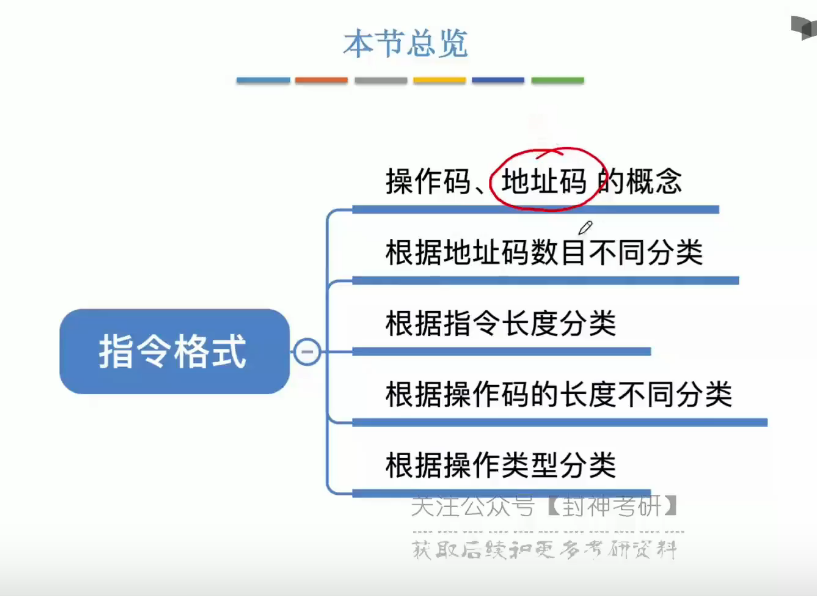 本节总览
操作码、地址码 的概念
根据地址码数目不同分类
指令格式
根据指令长度分类
根据操作码的长度不同分类
根据操作类型分类
关注公众号【封神考研】
获取后续和更多考研资料